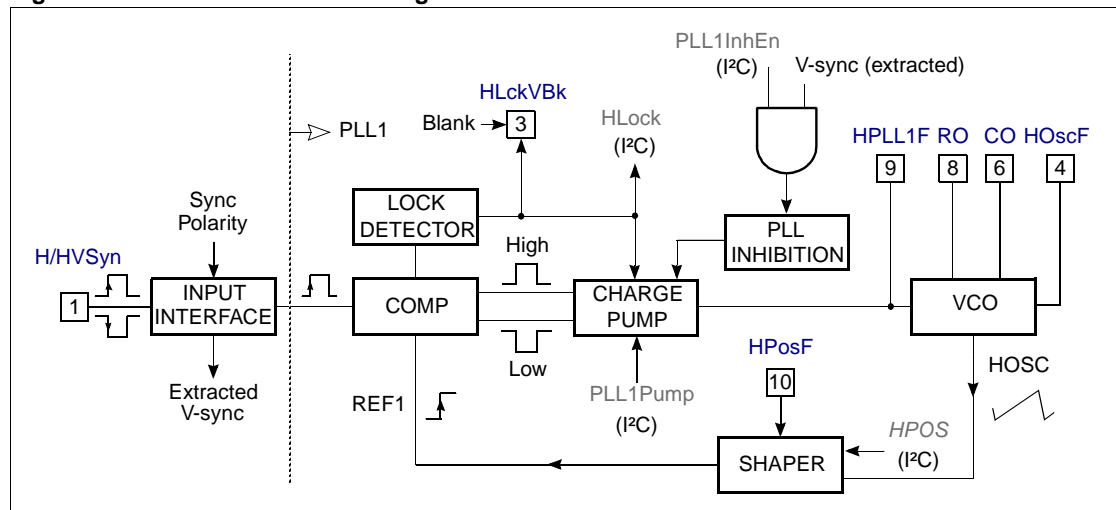 PLL1InhEn
(I²C)
V-sync (extracted)
HLckVBk
Blank
3
HLock
(I²C)
PLL1
HPLL1F
RO
CO
HOscF
9
8
6
4
Sync
Polarity
LOCK
DETECTOR
PLL
INHIBITION
H/HVSyn
1
INPUT
INTERFACE
High
COMP
Low
CHARGE
PUMP
VCO
Extracted
V-sync
REF1
PLL1Pump
(I²C)
HPosF
10
HOSC
HPOS
(I²C)
SHAPER